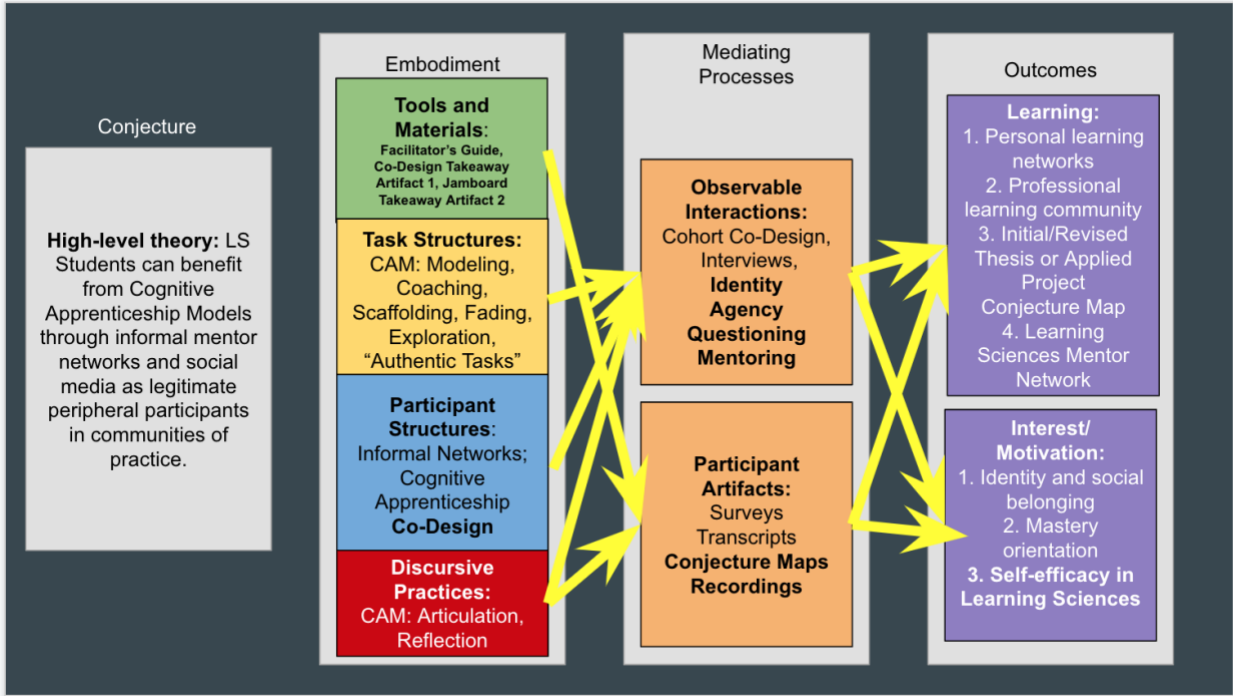 Conjecture
High-level theory: LS
Students can benefit
from Cognitive
Apprenticeship Models
through informal mentor
networks and social
media as legitimate
peripheral participants
in communities of
practice.
Embodiment
Tools and
Materials:
Facilitator's Guide,
Co-Design Takeaway
Artifact 1, Jamboard
Takeaway Artifact 2
Task Structures:
CAM: Modeling,
Coaching,
Scaffolding, Fading,
Exploration,
“Authentic Tasks”
Participant
Structures:
Informal Networks;
Cognitive
Apprenticeship
Co-Design
Discursive
Practices:
CAM: Articulation,
Reflection
Mediating
Processes
Observable
Interactions:
Cohort Co-Design,
Interviews,
Identity
Agency
Questioning
Mentoring
Participant
Artifacts:
Surveys
Transcripts
Conjecture Maps
Recordings
Outcomes
Learning:
1. Personal learning
networks
2. Professional
learning community
3. Initial/Revised
Thesis or Applied
Project
Conjecture Map
4. Learning
Sciences Mentor
Network
Interest/
Motivation:
1. Identity and social
belonging
2. Mastery
orientation
3. Self-efficacy in
Learning Sciences